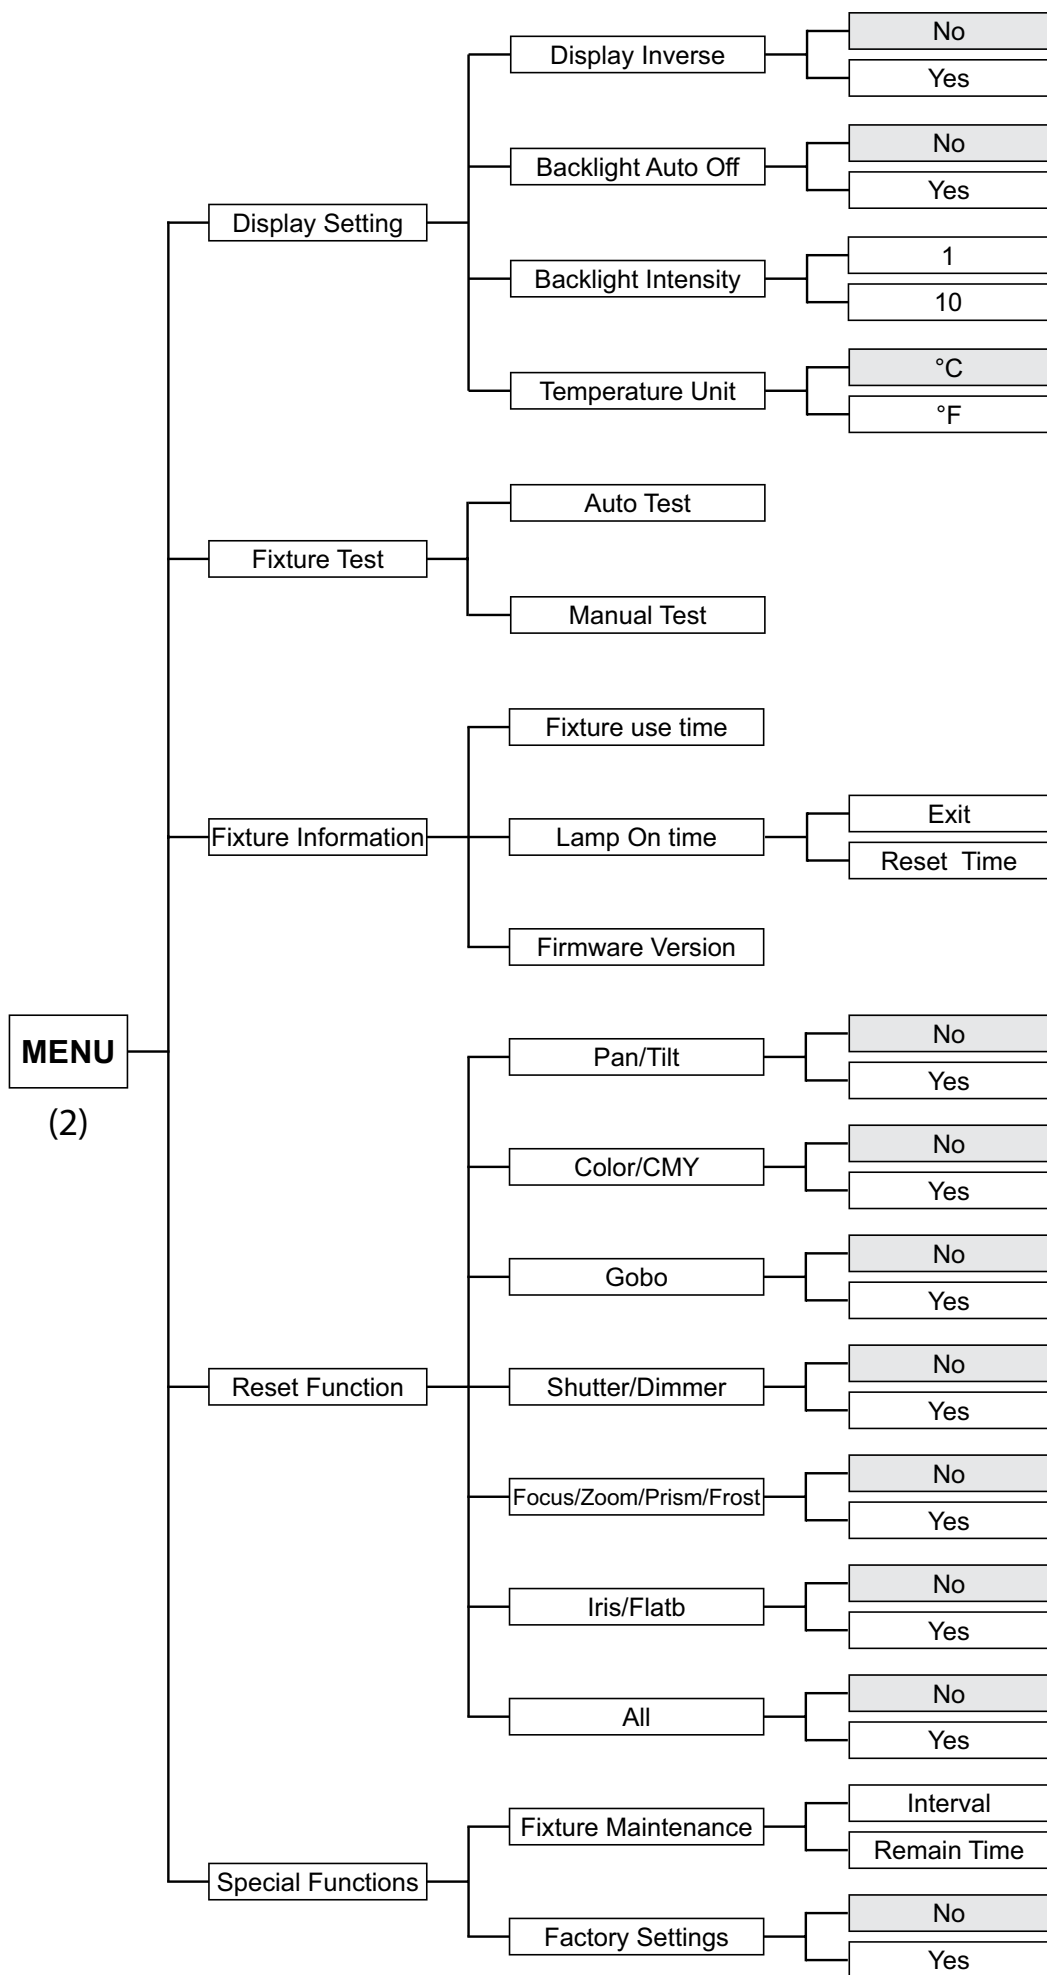 No
Display Inverse
Yes
No
Backlight Auto Off
Yes
Display Setting
1
Backlight Intensity
10
°C
Temperature Unit
°F
Auto Test
Fixture Test
Manual Test
Fixture use time
Exit
Fixture Information
Lamp On time
Reset Time
Firmware Version
MENU
(2)
No
Pan/Tilt
Yes
No
Color/CMY
Yes
No
Gobo
Yes
No
Reset Function
Shutter/Dimmer
Yes
No
Focus/Zoom/Prism/Frost
Yes
No
Iris/Flatb
Yes
No
All
Yes
Interval
Fixture Maintenance
Remain Time
Special Functions
No
Factory Settings
Yes